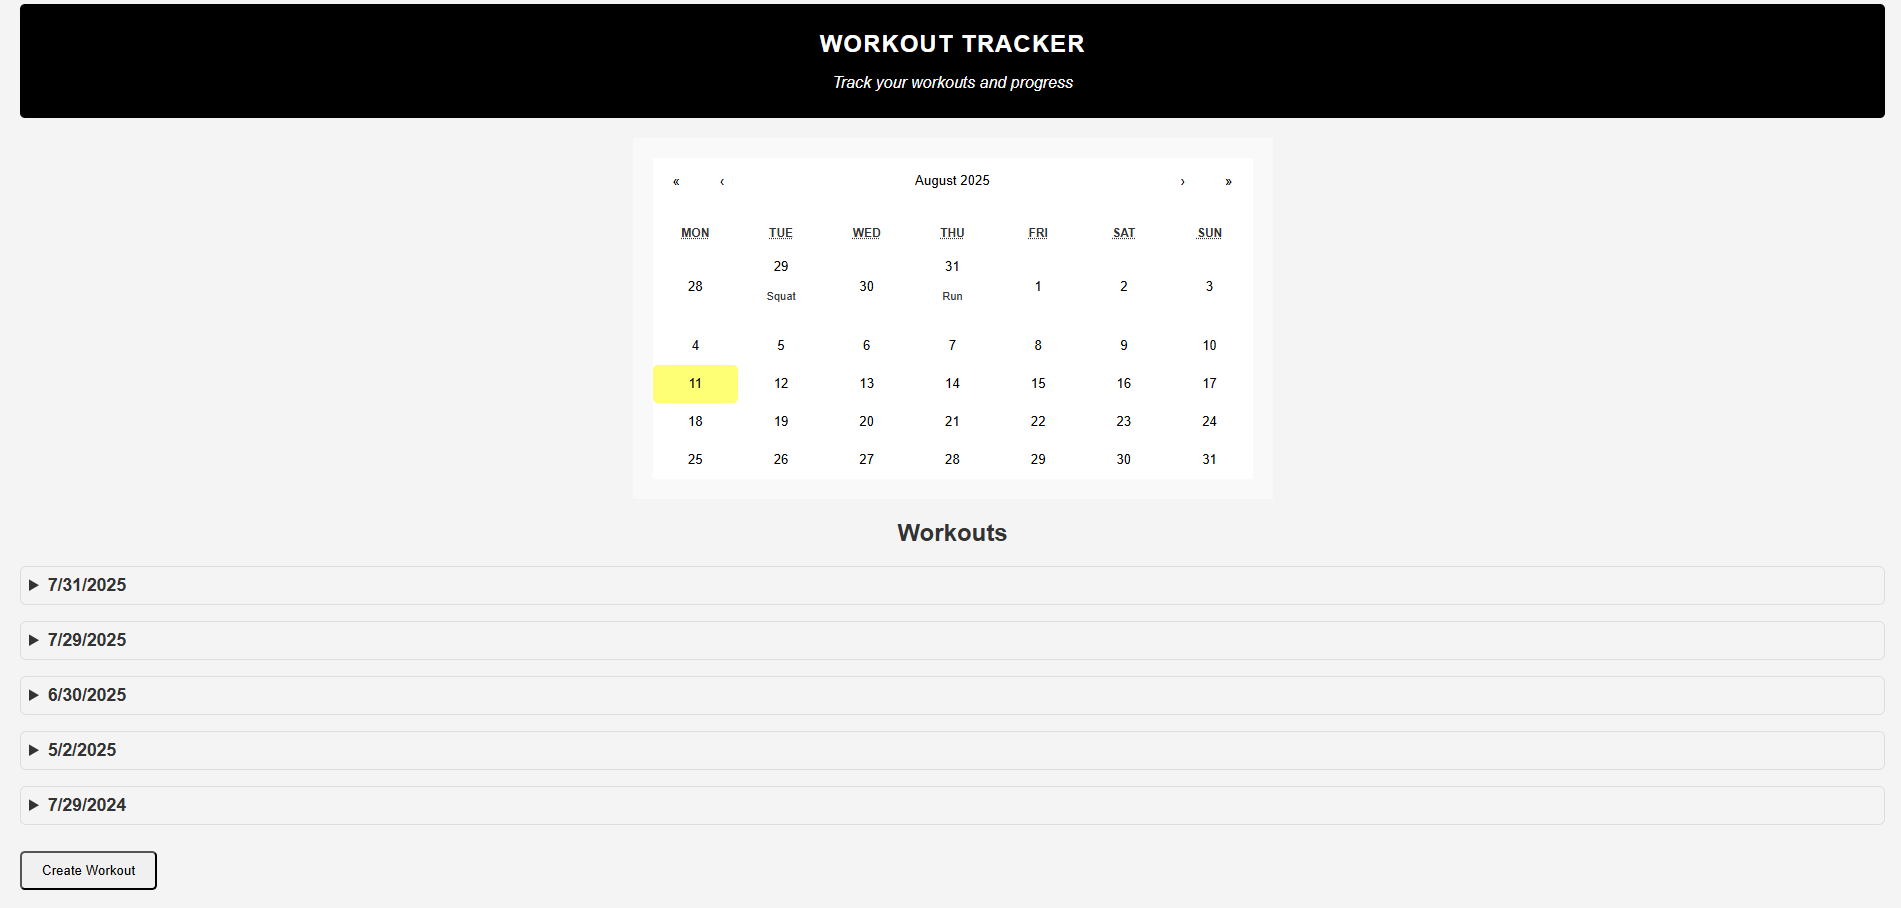 WORKOUT TRACKER
Track your workouts and progress
« ‹ August 2025 › »
MON TUE WED THU FRI SAT SUN
28 29 30 31 1 2 3
Squat Run
4 5 6 7 8 9 10
11 12 13 14 15 16 17
18 19 20 21 22 23 24
25 26 27 28 29 30 31
Workouts
7/31/2025
7/29/2025
6/30/2025
5/2/2025
7/29/2024
Create Workout